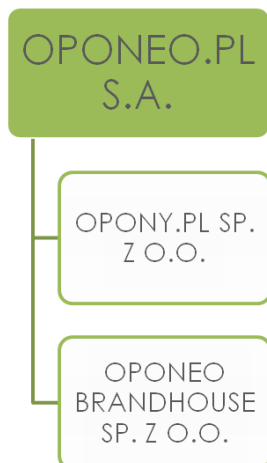 OPONEO.PL
S.A.
OPONY.PL SP.
Z O.O.
OPONEO
BRANDHOUSE
SP. Z O.O.